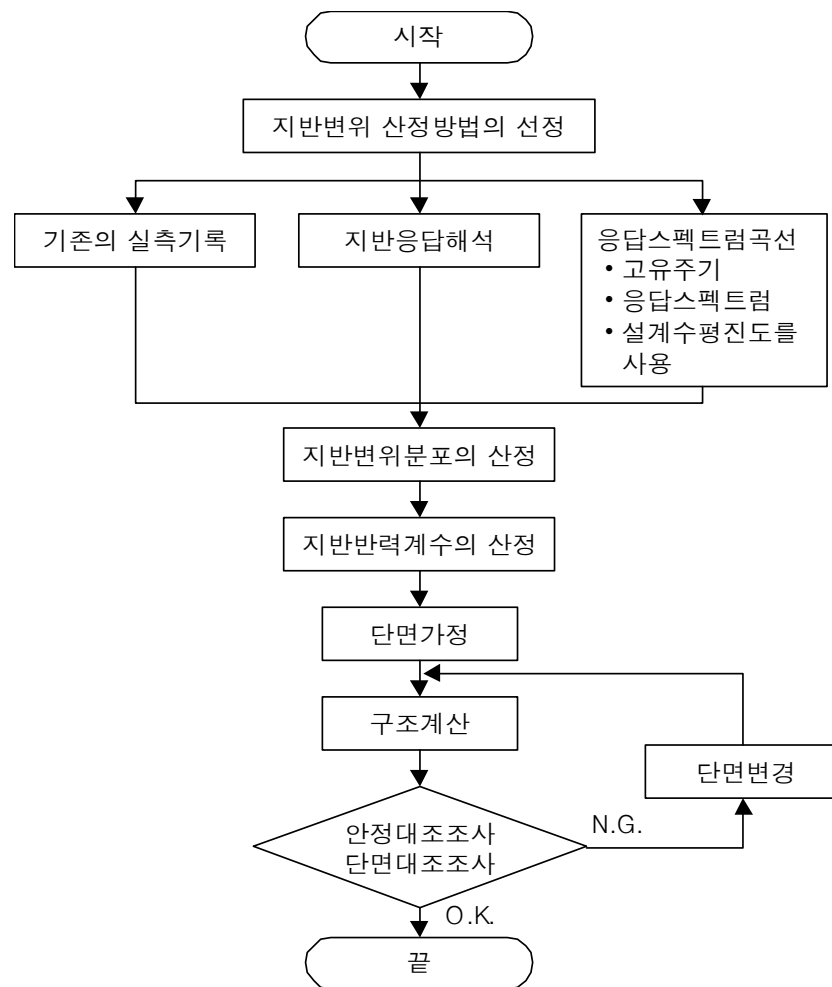 시작
지반변위 산정방법의 선정
기존의 실측기록
지반응답해석
응답스펙트럼곡선
• 고유주기
• 응답스펙트럼
• 설계수평진도를
사용
지반변위분포의 산정
지반반력계수의 산정
단면가정
구조계산
단면변경
안정대조조사
단면대조조사
N.G.
O.K.
끝